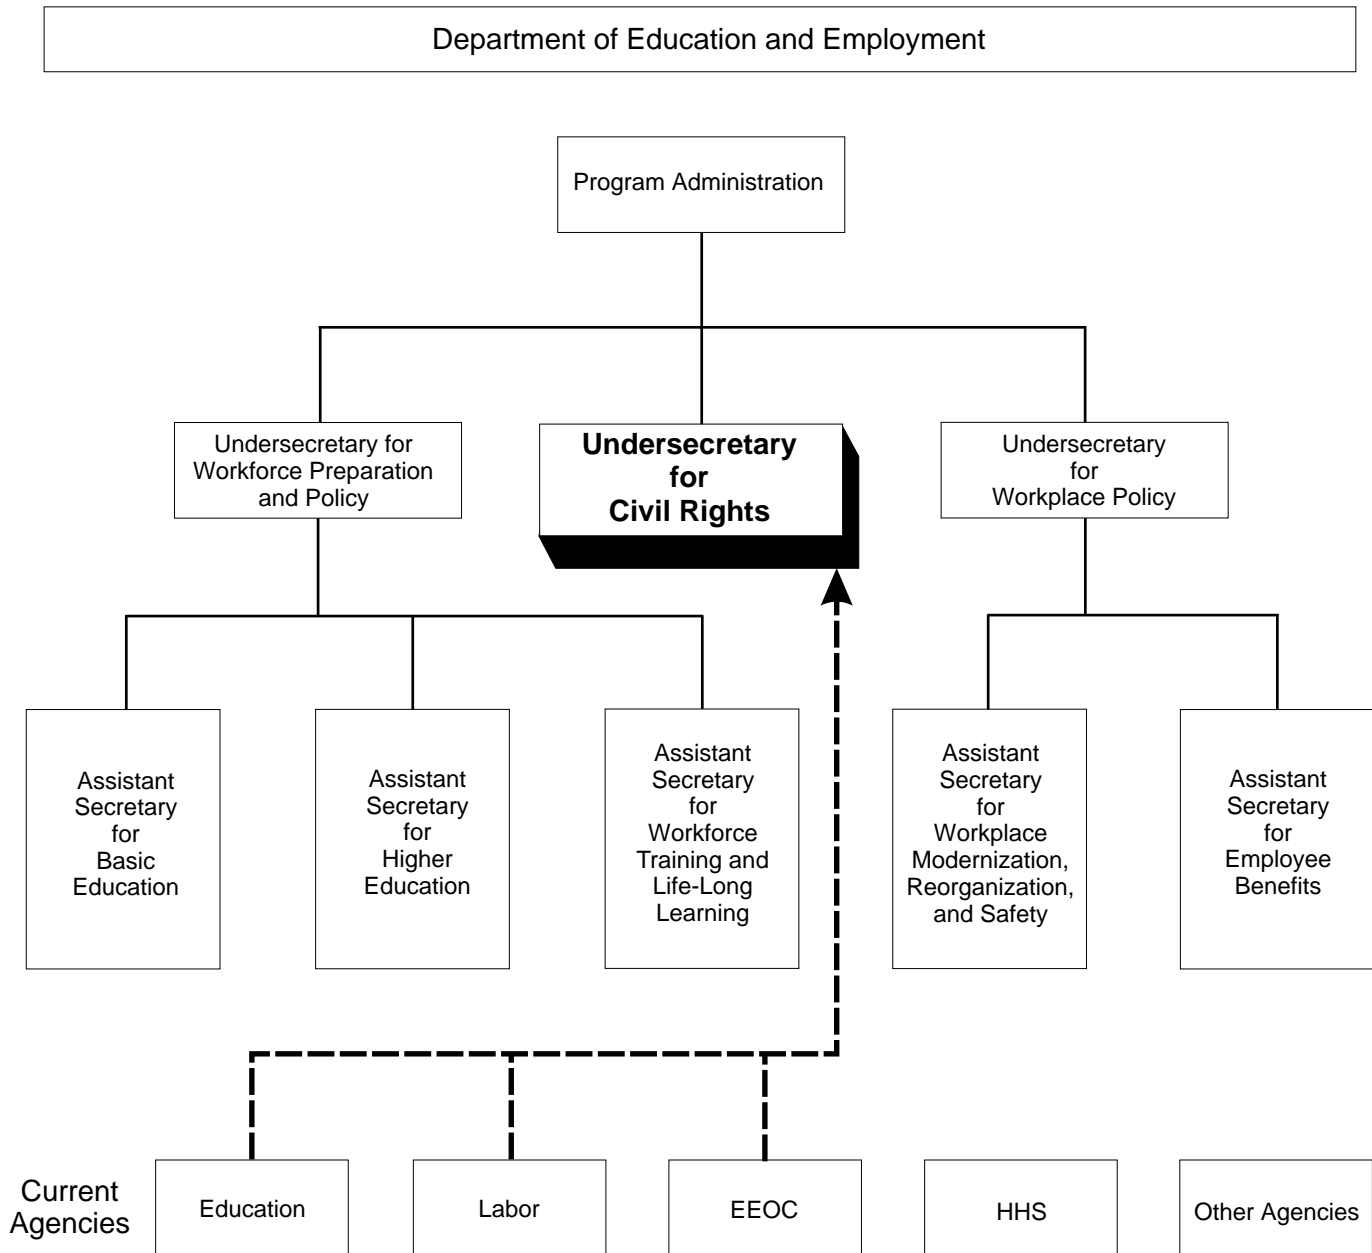 Department of Education and Employment
Program Administration
Undersecretary for
Workforce Preparation
and Policy
Undersecretary
for
Civil Rights
Undersecretary
for
Workplace Policy
Assistant
Secretary
for
Basic
Education
Assistant
Secretary
for
Higher
Education
Assistant
Secretary
for
Workforce
Training and
Life-Long
Learning
Assistant
Secretary
for
Workplace
Modernization,
Reorganization,
and Safety
Assistant
Secretary
for
Employee
Benefits
Current
Agencies
Education
Labor
EEOC
HHS
Other Agencies